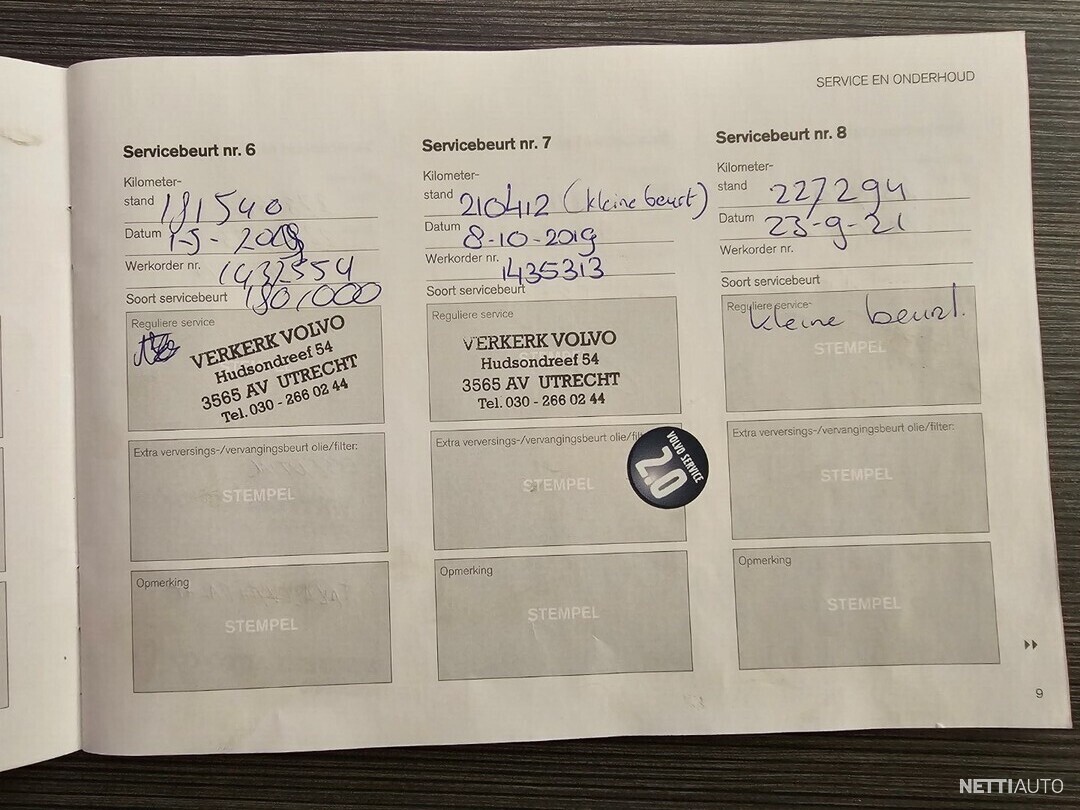 SERVICE EN ONDERHOUD
Servicebeurt nr. 6
Kilometer-
stand 181540
Datum
Werkorder nr. 1432554
Soort servicebeurt 180,000
Reguliere service
VERKERK VOLVO
Hudsondreef 54
3565 AV UTRECHT
Tel. 030 - 266 02 44
Extra verversings-/vervangingsbeurt olie/filter:
STEMPEL
Opmerking
STEMPEL
Servicebeurt nr. 7
Kilometer-
stand 210412 (kleine beurt)
Datum 8-10-2019
Werkorder nr. 1435313
Soort servicebeurt
Reguliere service
VERKERK VOLVO
Hudsondreef 54
3565 AV UTRECHT
Tel. 030 - 266 02 44
Extra verversings-/vervangingsbeurt olie/filt
VOLVO SERVICE
2.0
STEMPEL
Opmerking
STEMPEL
Servicebeurt nr. 8
Kilometer-
stand 227294
Datum 23-9-21
Werkorder nr.
Soort servicebeurt
Reguliere service-
kleine beurt.
STEMPEL
Extra verversings-/vervangingsbeurt olie/filter:
STEMPEL
Opmerking
STEMPEL
9
NETTIAUTO